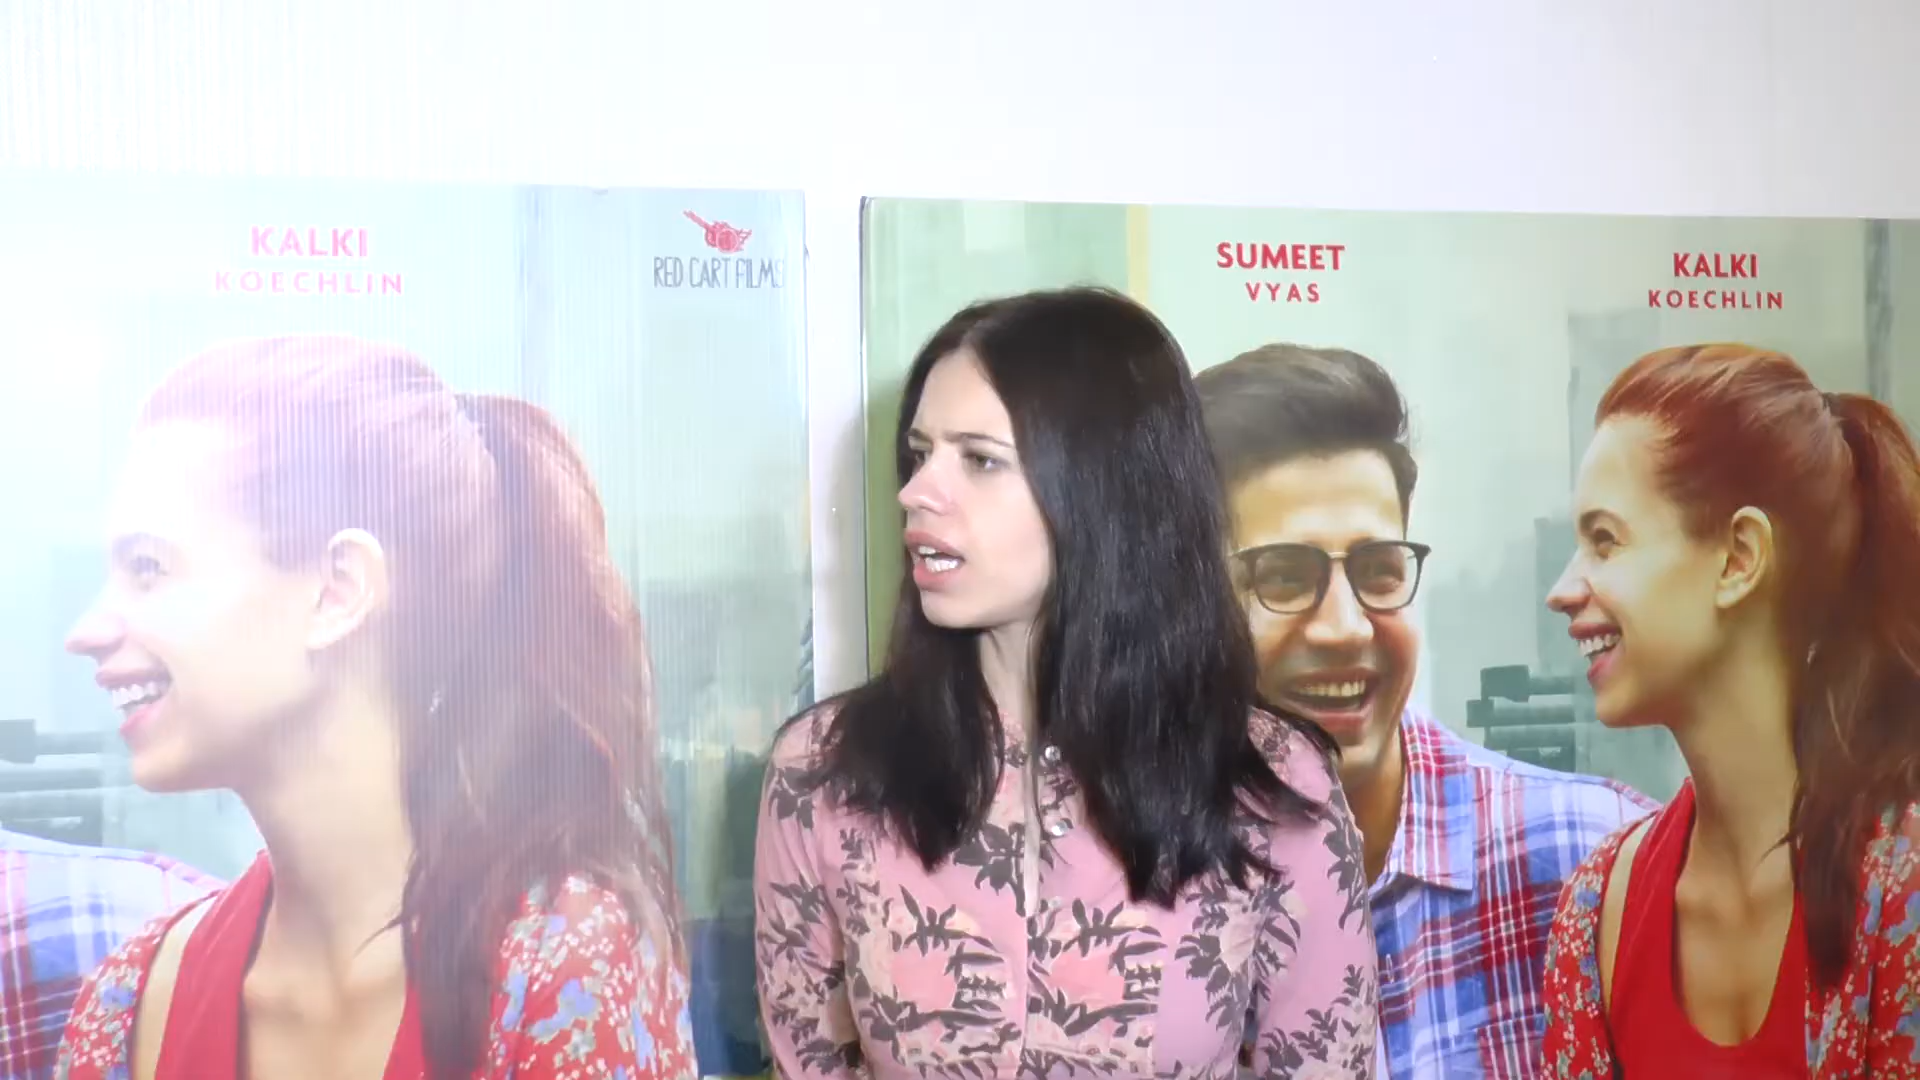 KALKI
KOECHLIN
RED CART FILMS
SUMEET
VYAS
KALKI
KOECHLIN